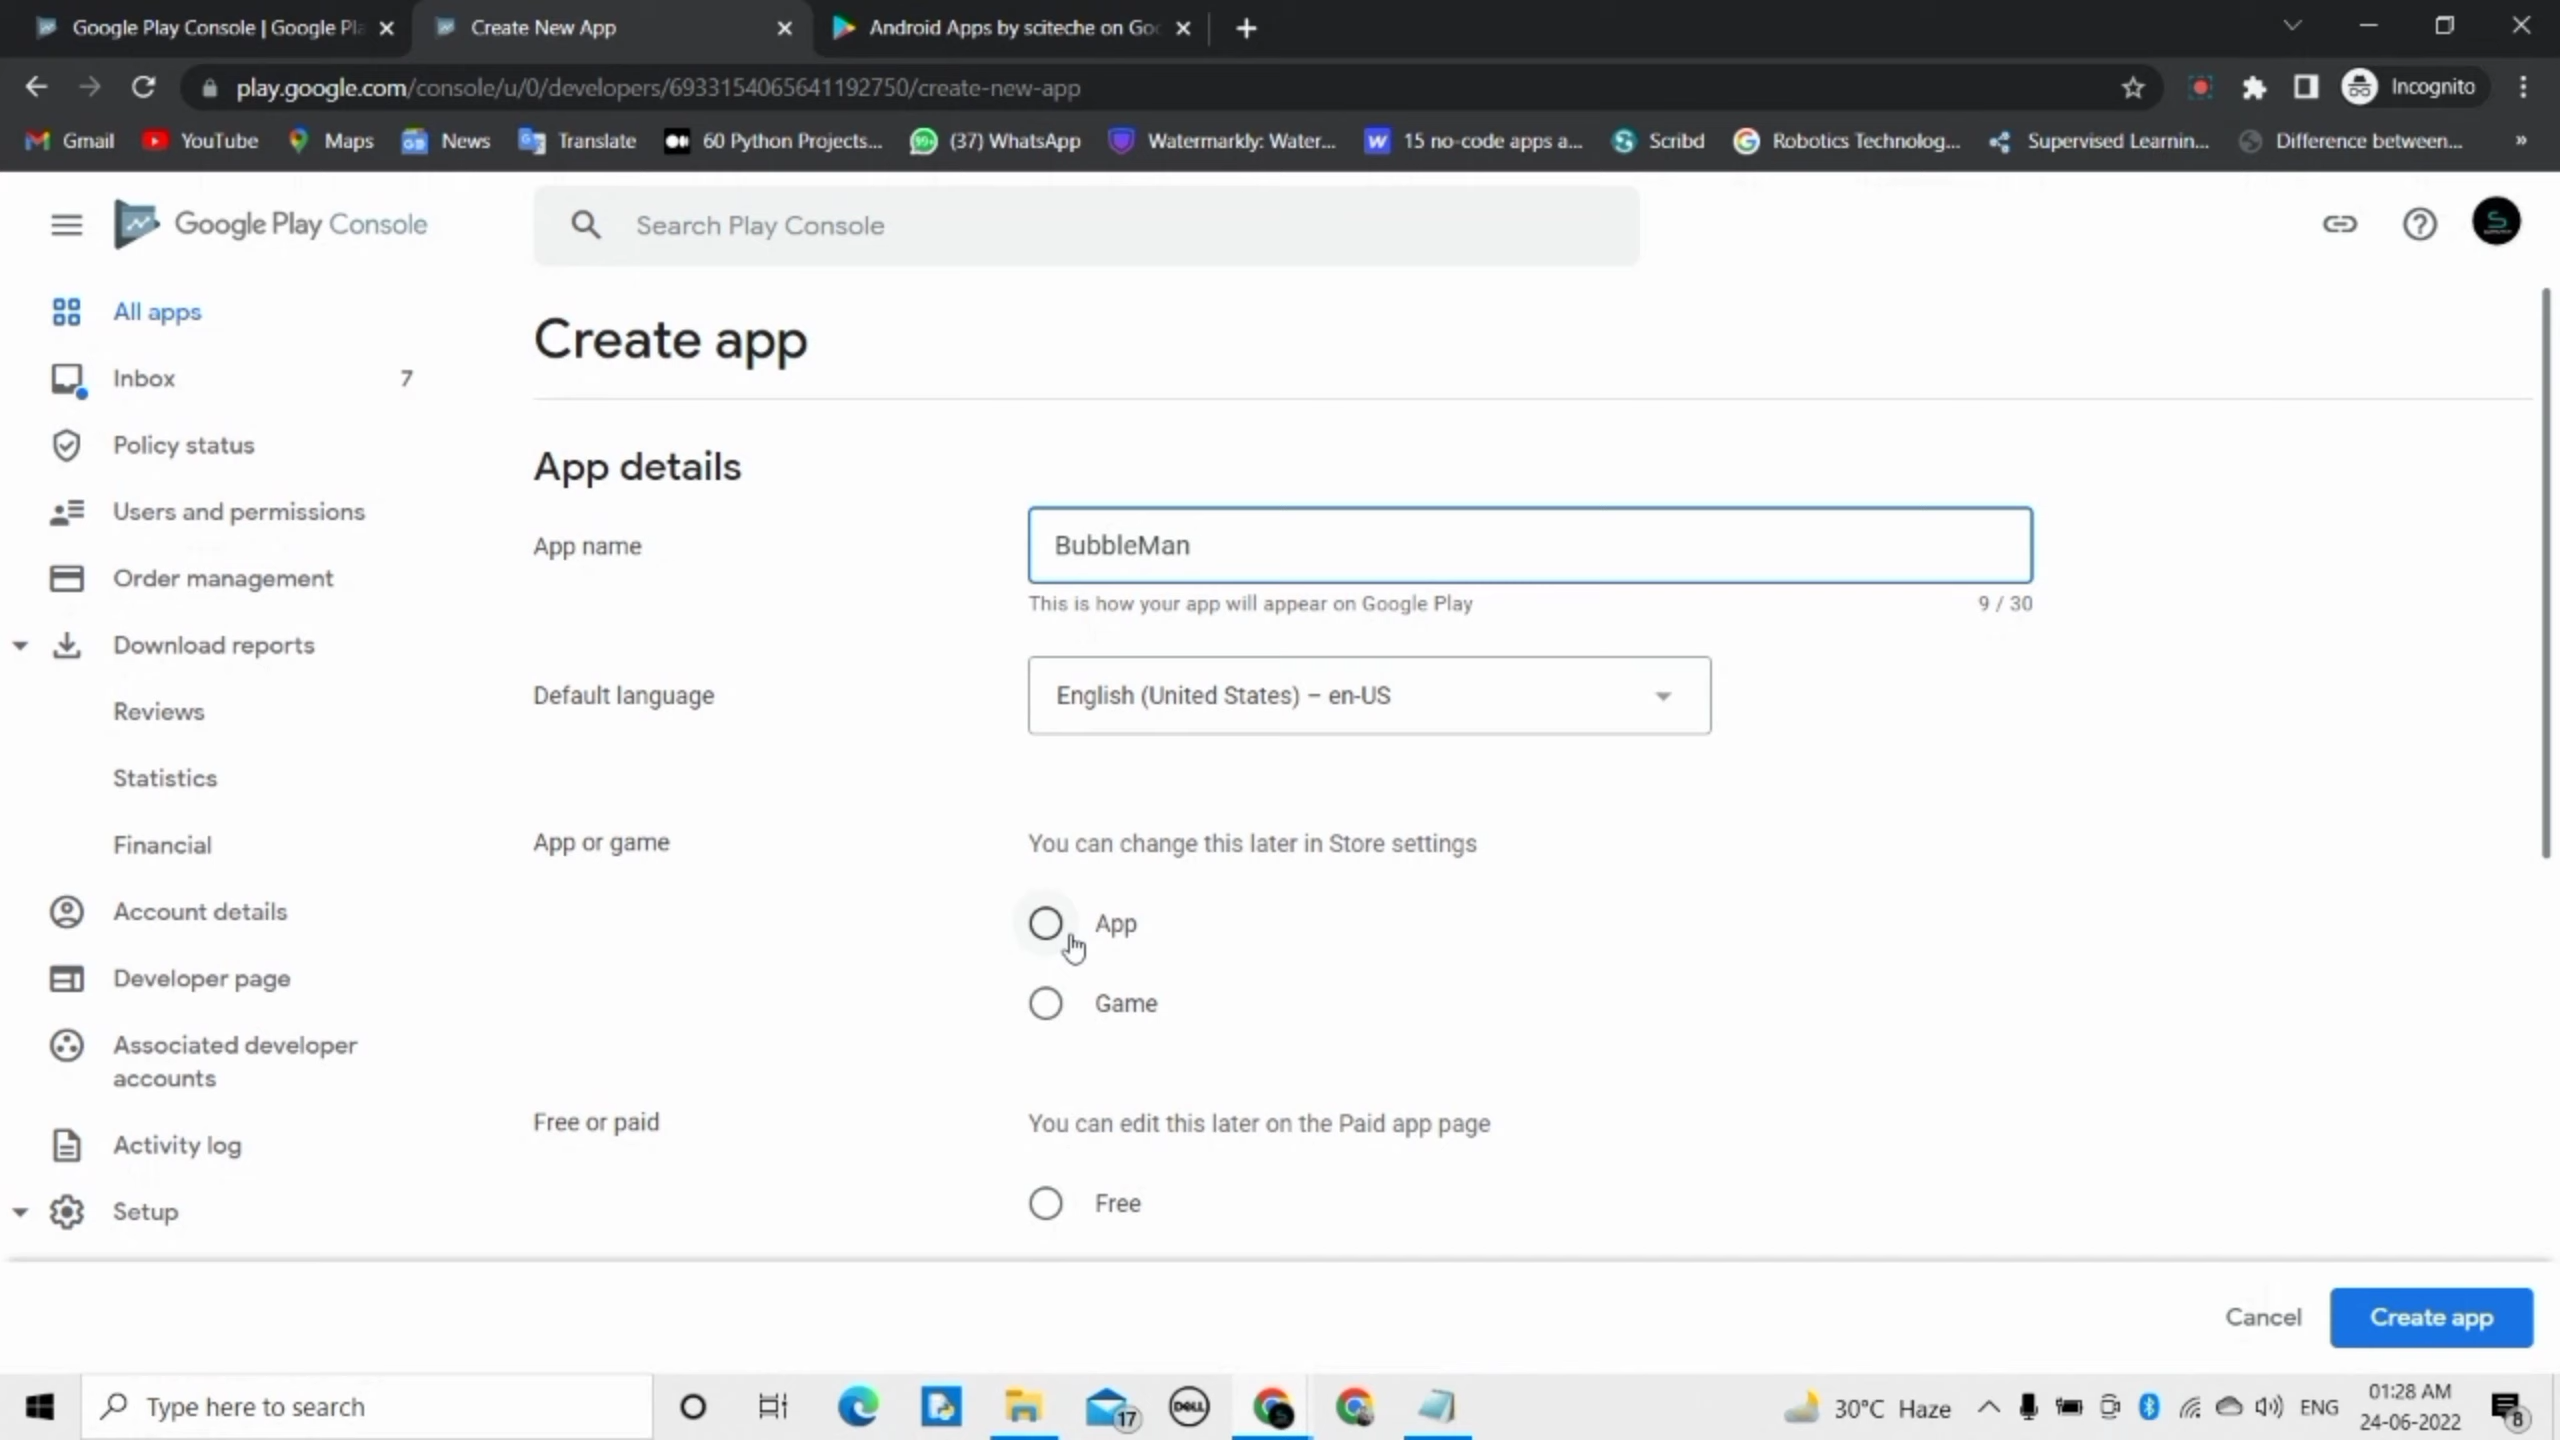 Google Play Console | Google Pla
Create New App
Android Apps by sciteche on Goo
play.google.com/console/u/0/developers/6933154065641192750/create-new-app
Incognito
Gmail
YouTube
Maps
News
Translate
60 Python Projects...
(37) WhatsApp
Watermarkly: Water...
15 no-code apps a...
Scribd
Robotics Technolog...
Supervised Learnin...
Difference between...
»
Google Play Console
Search Play Console
All apps
Inbox 7
Policy status
Users and permissions
Order management
Download reports
Reviews
Statistics
Financial
Account details
Developer page
Associated developer
accounts
Activity log
Setup
Create app
App details
App name
BubbleMan
This is how your app will appear on Google Play
9 / 30
Default language
English (United States) – en-US
App or game
You can change this later in Store settings
App
Game
Free or paid
You can edit this later on the Paid app page
Free
Cancel
Create app
Type here to search
17
DELL
30°C Haze
ENG
01:28 AM
24-06-2022
8